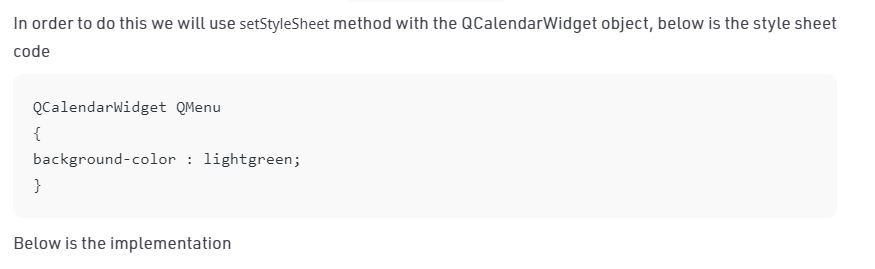 In order to do this we will use setStyleSheet method with the QCalendarWidget object, below is the style sheet
code
QCalendarWidget QMenu
{
background-color : lightgreen;
}
Below is the implementation